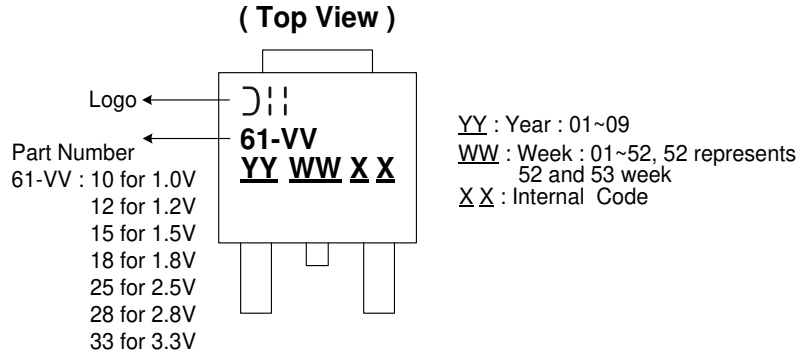 ( Top View )
Logo
61-VV
YY WW X X
Part Number
61-VV : 10 for 1.0V
12 for 1.2V
15 for 1.5V
18 for 1.8V
25 for 2.5V
28 for 2.8V
33 for 3.3V
YY : Year : 01~09
WW : Week : 01~52, 52 represents
52 and 53 week
X X : Internal Code